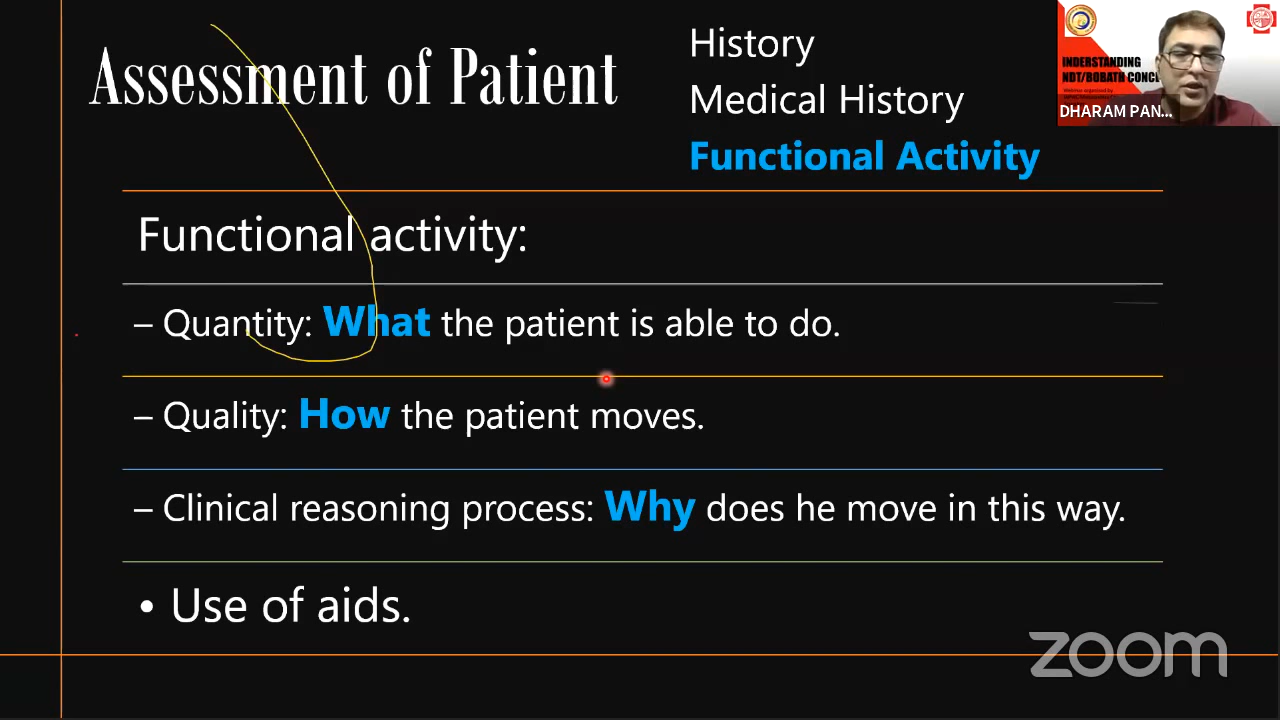 Assessment of Patient
History
Medical History
Functional Activity
UNDERSTANDING
NDT/BOBATH CONCE
DHARAM PAN...
Functional activity:
– Quantity: What the patient is able to do.
– Quality: How the patient moves.
– Clinical reasoning process: Why does he move in this way.
• Use of aids.
zoom